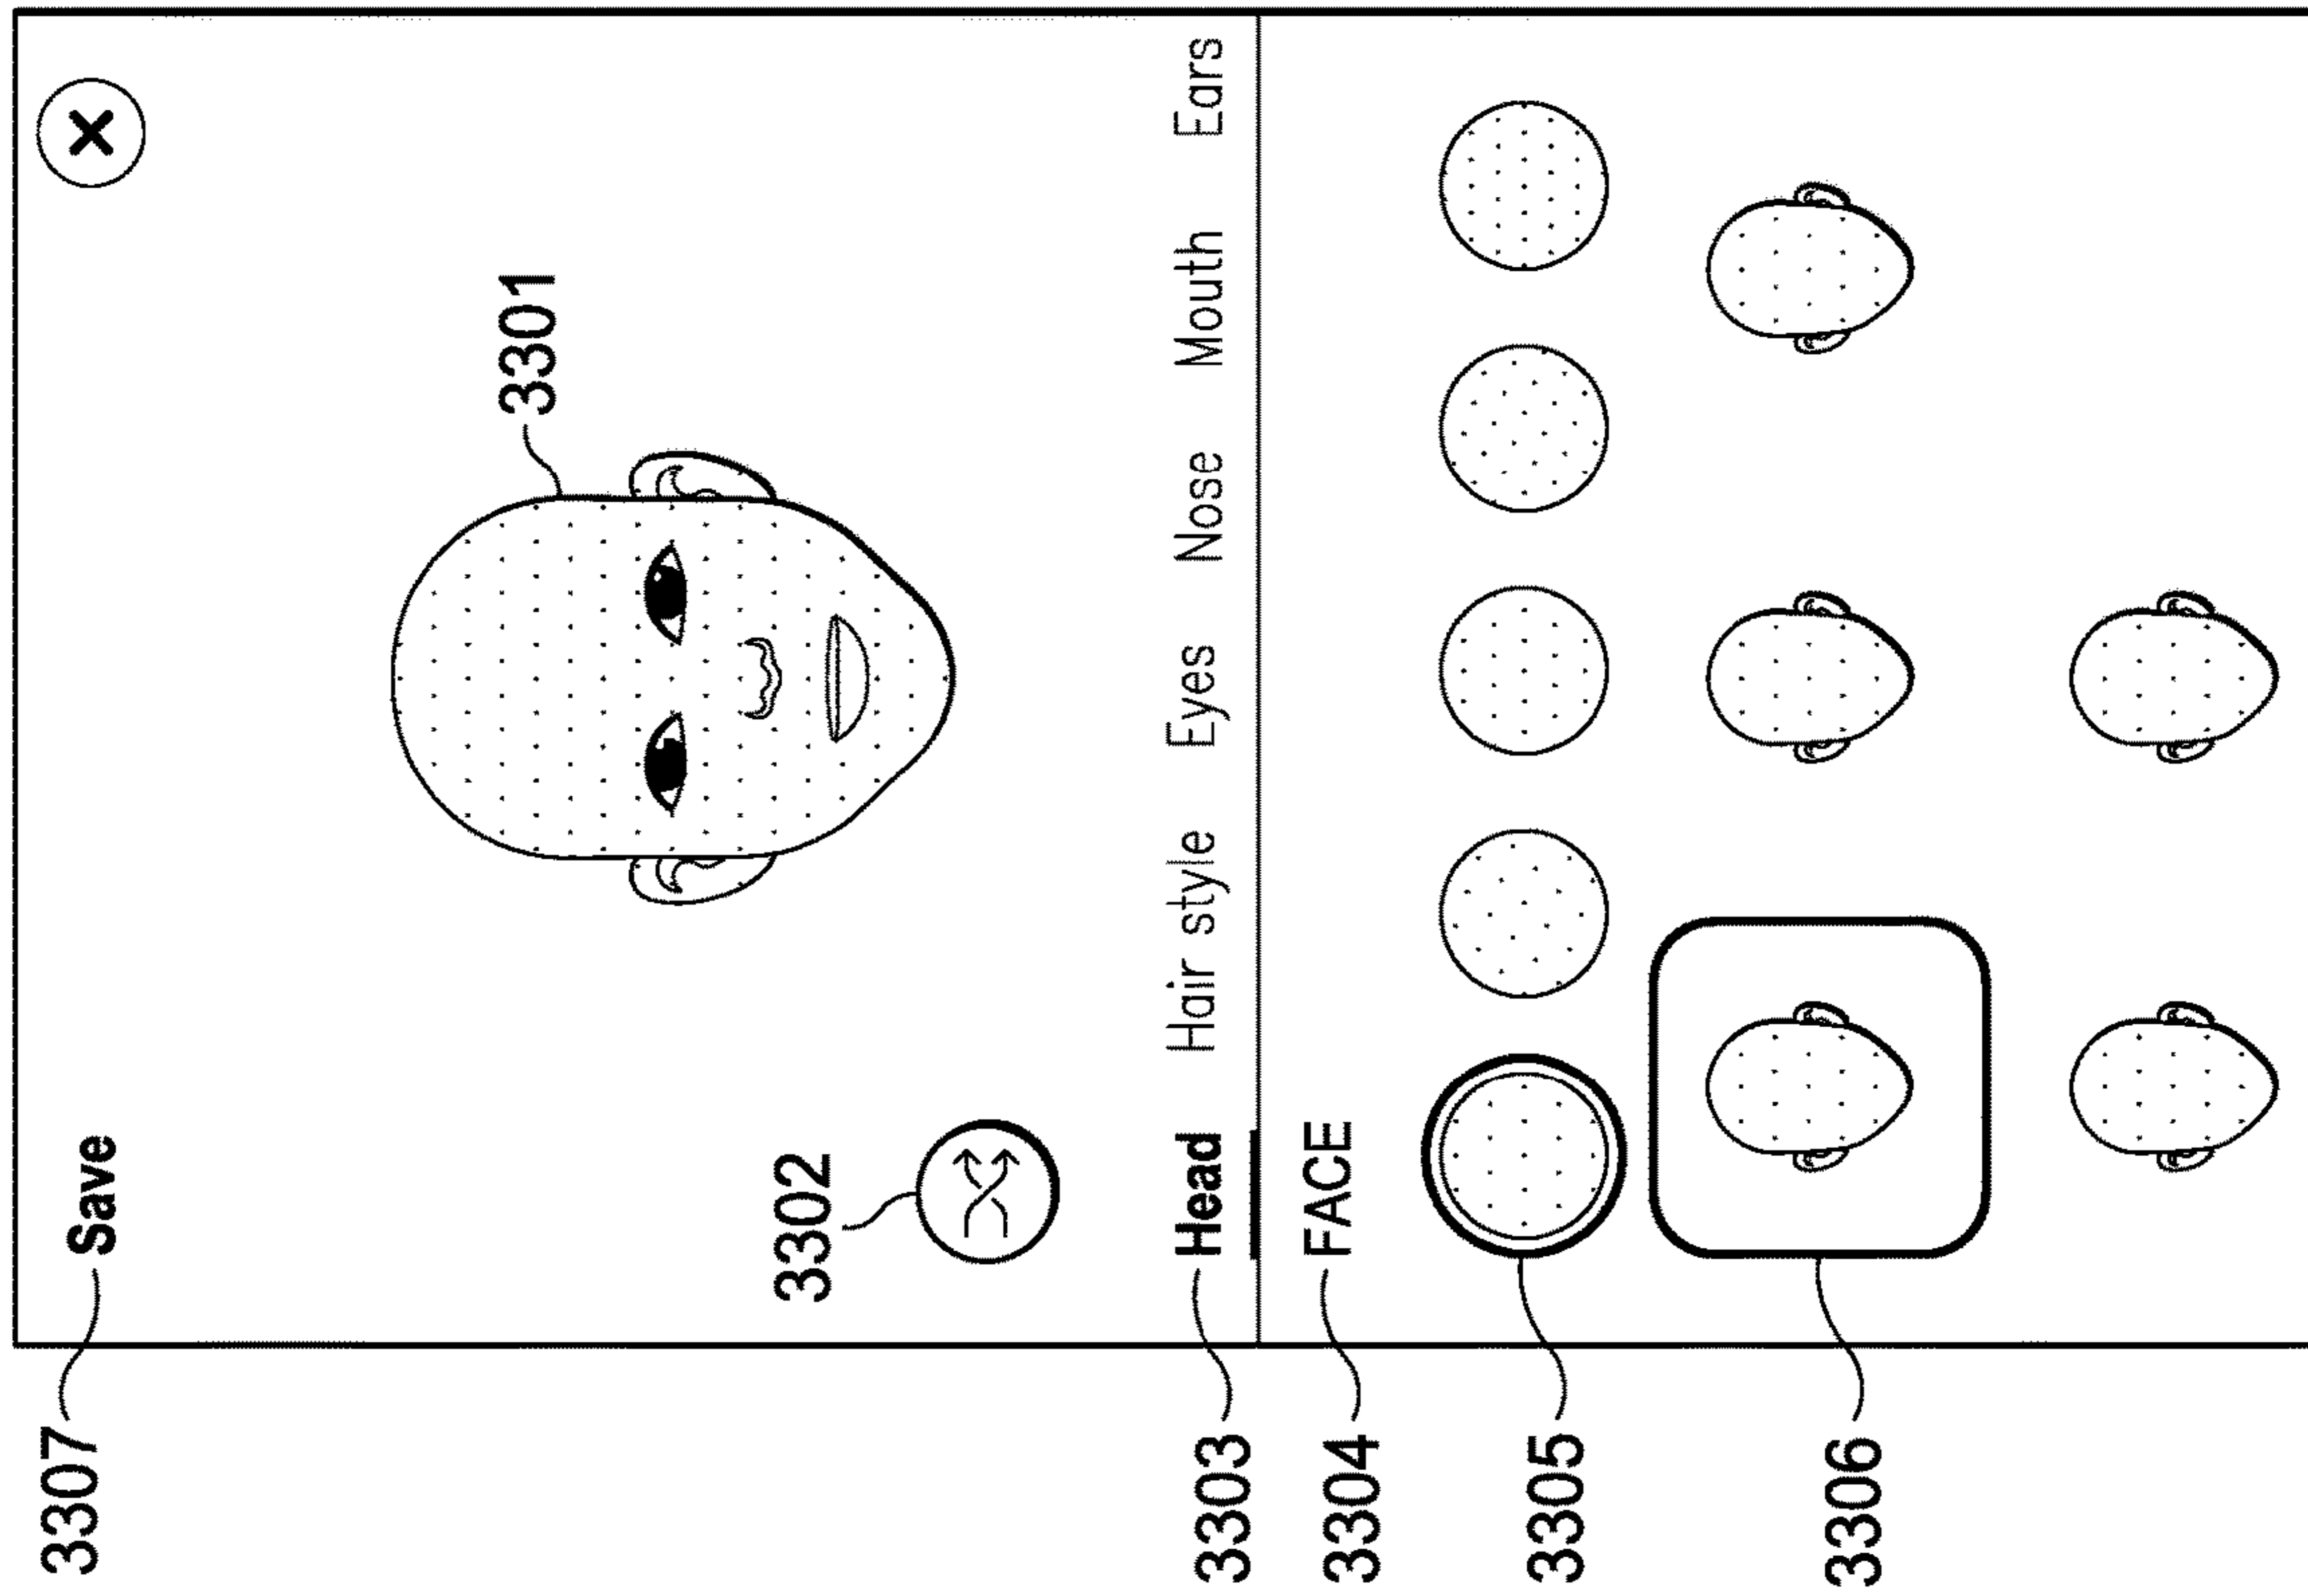 3307 Save
3301
3302
3303 Head Hair style Eyes Nose Mouth Ears
3304 FACE
3305
3306